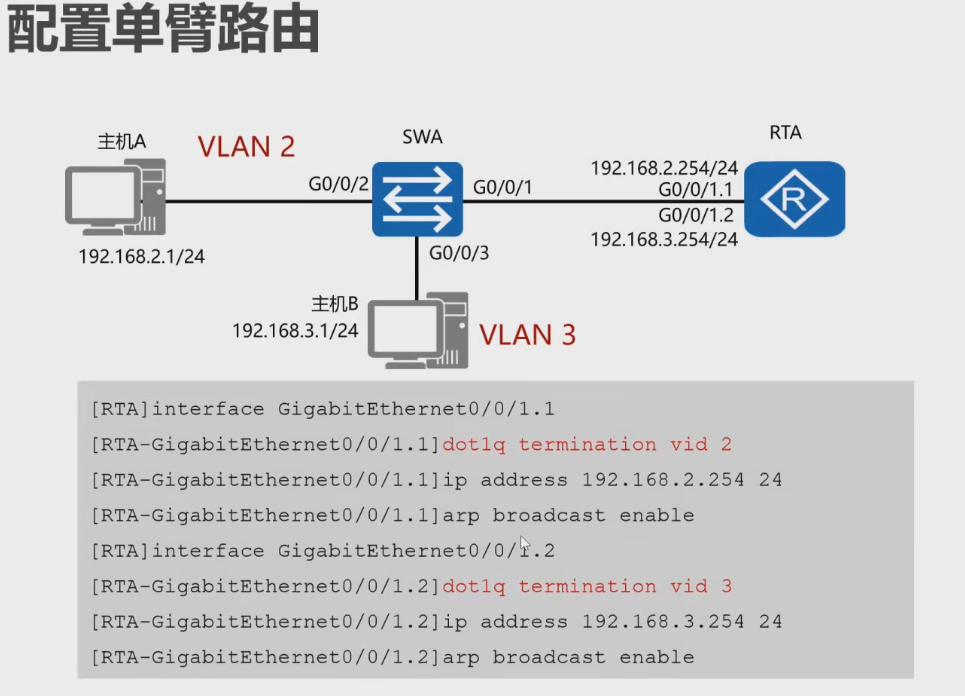 配置单臂路由
主机A
VLAN 2
SWA
RTA
G0/0/2
G0/0/1
192.168.2.254/24
G0/0/1.1
G0/0/1.2
192.168.3.254/24
R
192.168.2.1/24
G0/0/3
主机B
192.168.3.1/24
VLAN 3
[RTA]interface GigabitEthernet0/0/1.1
[RTA-GigabitEthernet0/0/1.1]dot1q termination vid 2
[RTA-GigabitEthernet0/0/1.1]ip address 192.168.2.254 24
[RTA-GigabitEthernet0/0/1.1]arp broadcast enable
[RTA]interface GigabitEthernet0/0/1.2
[RTA-GigabitEthernet0/0/1.2]dot1q termination vid 3
[RTA-GigabitEthernet0/0/1.2]ip address 192.168.3.254 24
[RTA-GigabitEthernet0/0/1.2]arp broadcast enable